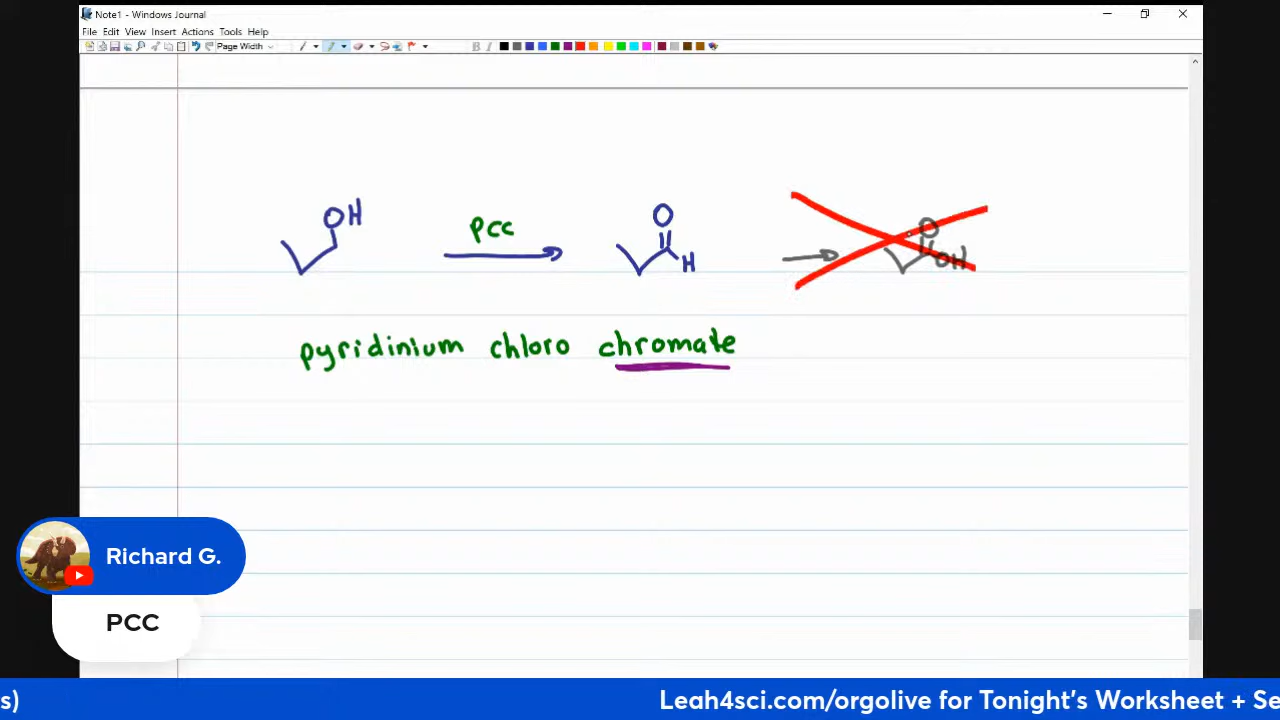 Note1 - Windows Journal
File Edit View Insert Actions Tools Help
Page Width
B I
OH
PCC
O
H
O
OH
pyridinium chloro chromate
Richard G.
PCC
s)
Leah4sci.com/orgolive for Tonight's Worksheet + Se